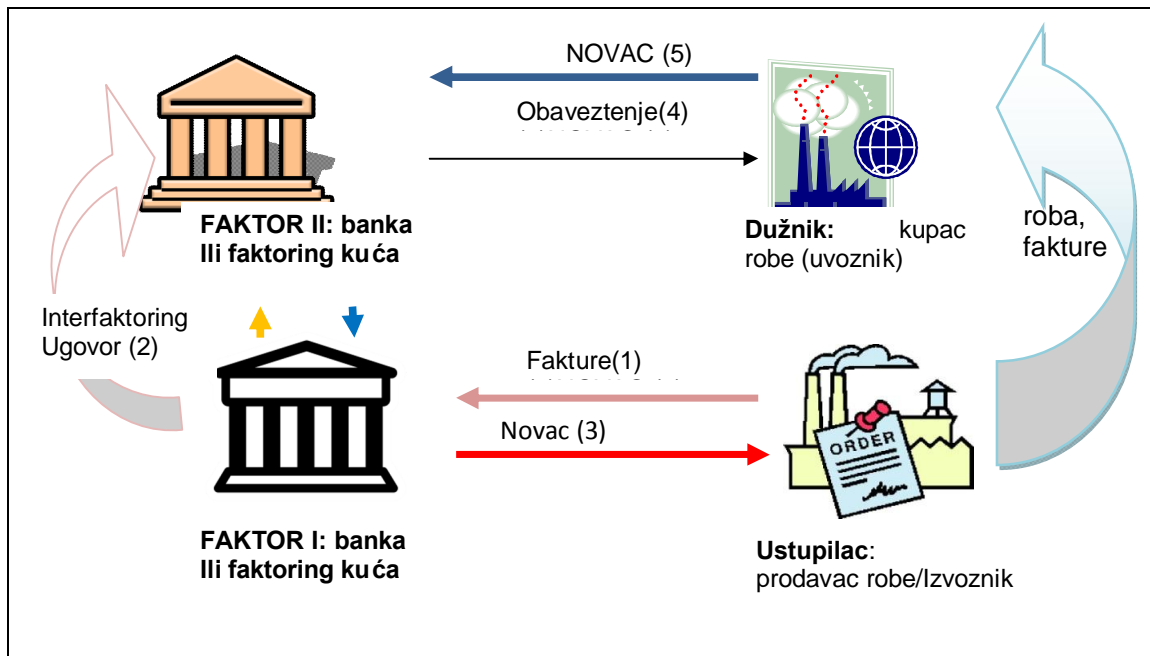 NOVAC (5)
Obaveztenje(4)
FAKTOR II: banka
Ili faktoring kuća
Dužnik: kupac
robe (uvoznik)
roba,
fakture
Interfaktoring
Ugovor (2)
Fakture(1)
Novac (3)
ORDER
FAKTOR I: banka
Ili faktoring kuća
Ustupilac:
prodavac robe/Izvoznik